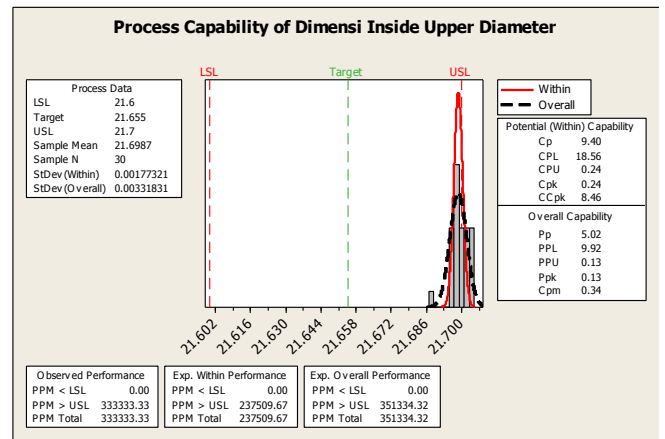 Process Capability of Dimensi Inside Upper Diameter
LSL
Target
USL
Process Data
LSL 21.6
Target 21.655
USL 21.7
Sample Mean 21.6987
Sample N 30
StDev(Within) 0.00177321
StDev(Overall) 0.00331831
Within
Overall
Potential (Within) Capability
Cp 9.40
CPL 18.56
CPU 0.24
Cpk 0.24
CCpk 8.46
Overall Capability
Pp 5.02
PPL 9.92
PPU 0.13
Ppk 0.13
Cpm 0.34
21.602 21.616 21.630 21.644 21.658 21.672 21.686 21.700
Observed Performance
PPM < LSL 0.00
PPM > USL 333333.33
PPM Total 333333.33
Exp. Within Performance
PPM < LSL 0.00
PPM > USL 237509.67
PPM Total 237509.67
Exp. Overall Performance
PPM < LSL 0.00
PPM > USL 351334.32
PPM Total 351334.32